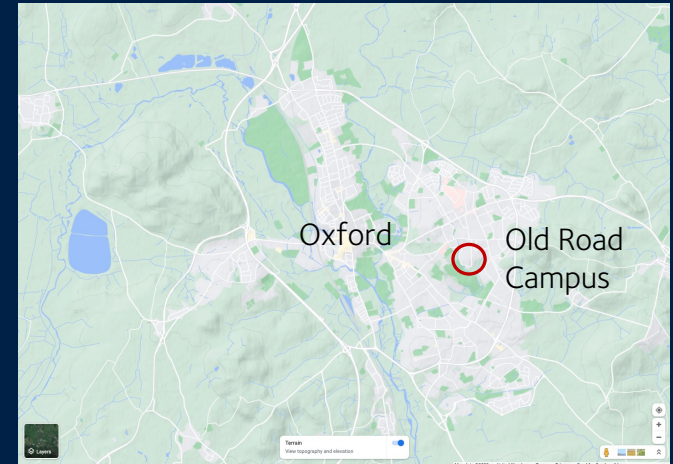 Oxford
Old Road
Campus
Terrain
View topography and elevation
Layers